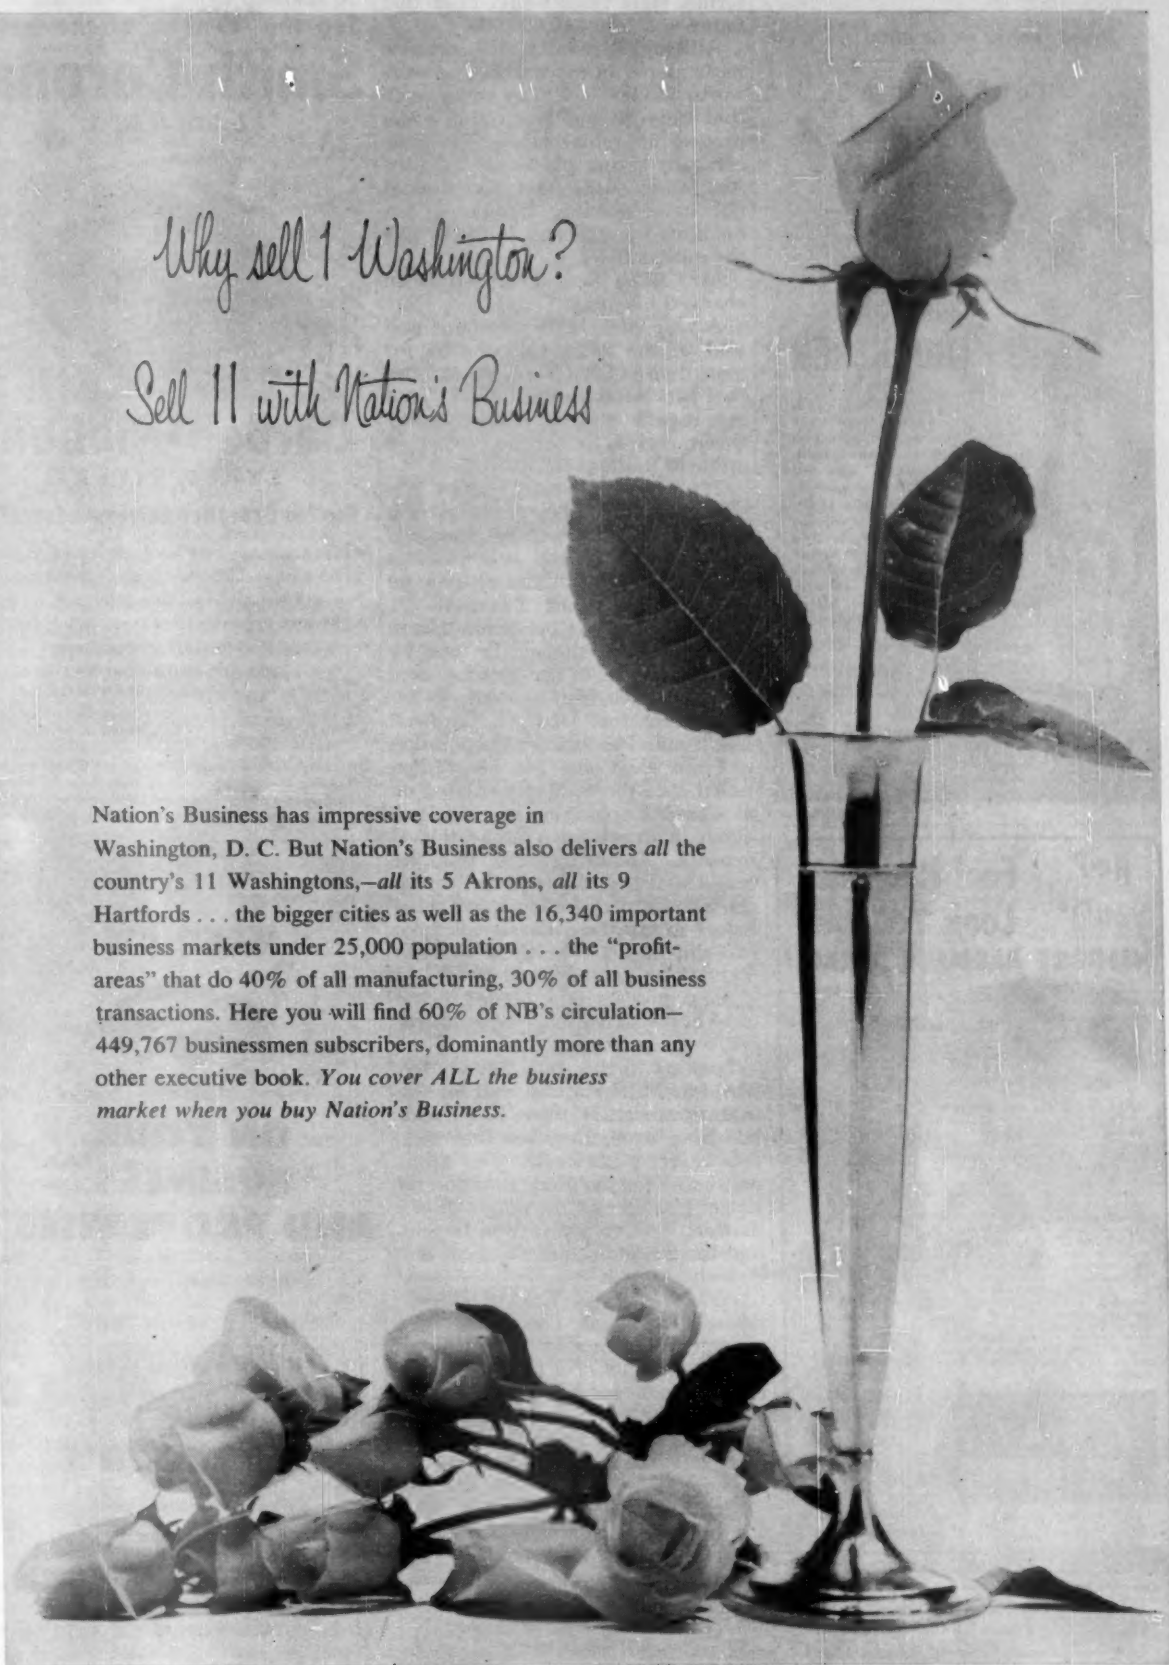 Why sell 1 Washington?
Sell 11 with Nation's Business
Nation's Business has impressive coverage in
Washington, D. C. But Nation's Business also delivers all the
country's 11 Washingtons,—all its 5 Akrons, all its 9
Hartfords . . . the bigger cities as well as the 16,340 important
business markets under 25,000 population . . . the “profit-
areas” that do 40% of all manufacturing, 30% of all business
transactions. Here you will find 60% of NB's circulation—
449,767 businessmen subscribers, dominantly more than any
other executive book. You cover ALL the business
market when you buy Nation's Business.